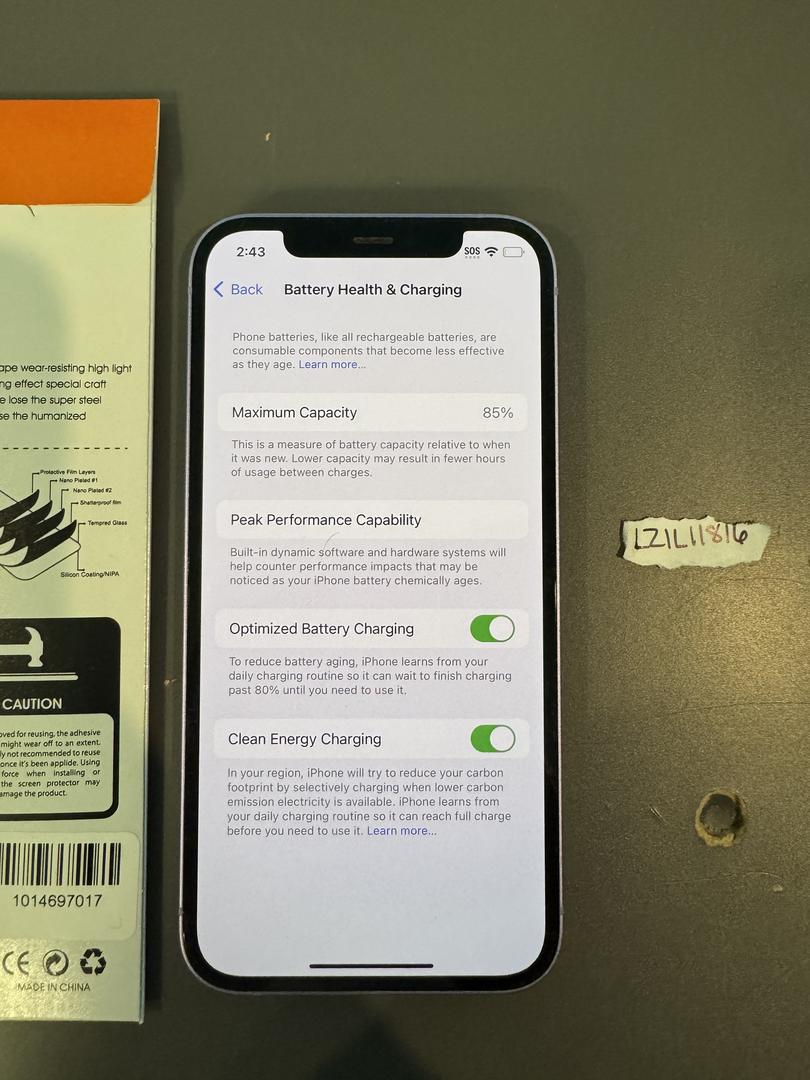 ape wear-resisting high light
ng effect special craft
e lose the super steel
se the humanized
Protective Film Layers
Nano Plated #1
Nano Plated #2
Shatterproof film
Tempred Glass
Silicon Coating/NIPA
CAUTION
oved for reusing, the adhesive
might wear off to an extent.
ly not recommended to reuse
once it's been applide. Using
force when installing or
the screen protector may
amage the product.
1014697017
CE
MADE IN CHINA
2:43
SOS
Back
Battery Health & Charging
Phone batteries, like all rechargeable batteries, are
consumable components that become less effective
as they age. Learn more...
Maximum Capacity 85%
This is a measure of battery capacity relative to when
it was new. Lower capacity may result in fewer hours
of usage between charges.
Peak Performance Capability
Built-in dynamic software and hardware systems will
help counter performance impacts that may be
noticed as your iPhone battery chemically ages.
Optimized Battery Charging
To reduce battery aging, iPhone learns from your
daily charging routine so it can wait to finish charging
past 80% until you need to use it.
Clean Energy Charging
In your region, iPhone will try to reduce your carbon
footprint by selectively charging when lower carbon
emission electricity is available. iPhone learns from
your daily charging routine so it can reach full charge
before you need to use it. Learn more...
LZ1L11816